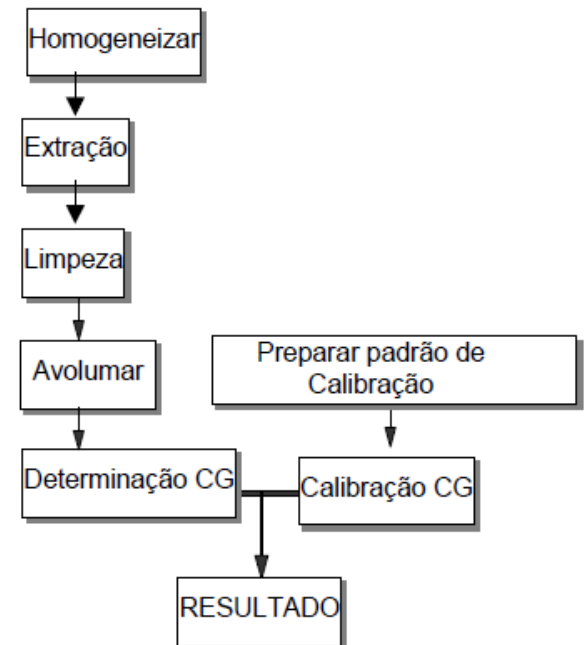 Homogeneizar
Extração
Limpeza
Avolumar
Preparar padrão de
Calibração
Determinação CG
Calibração CG
RESULTADO